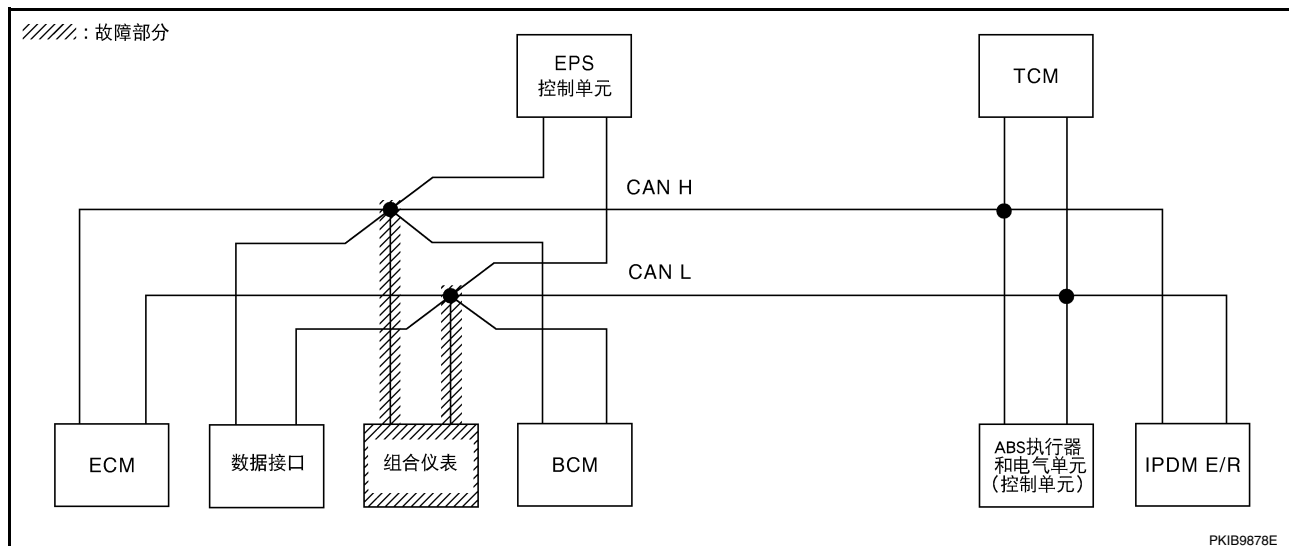 : 故障部分
EPS
控制单元
TCM
CAN H
CAN L
ECM
数据接口
组合仪表
BCM
ABS执行器
和电气单元
(控制单元)
IPDM E/R
PKIB9878E